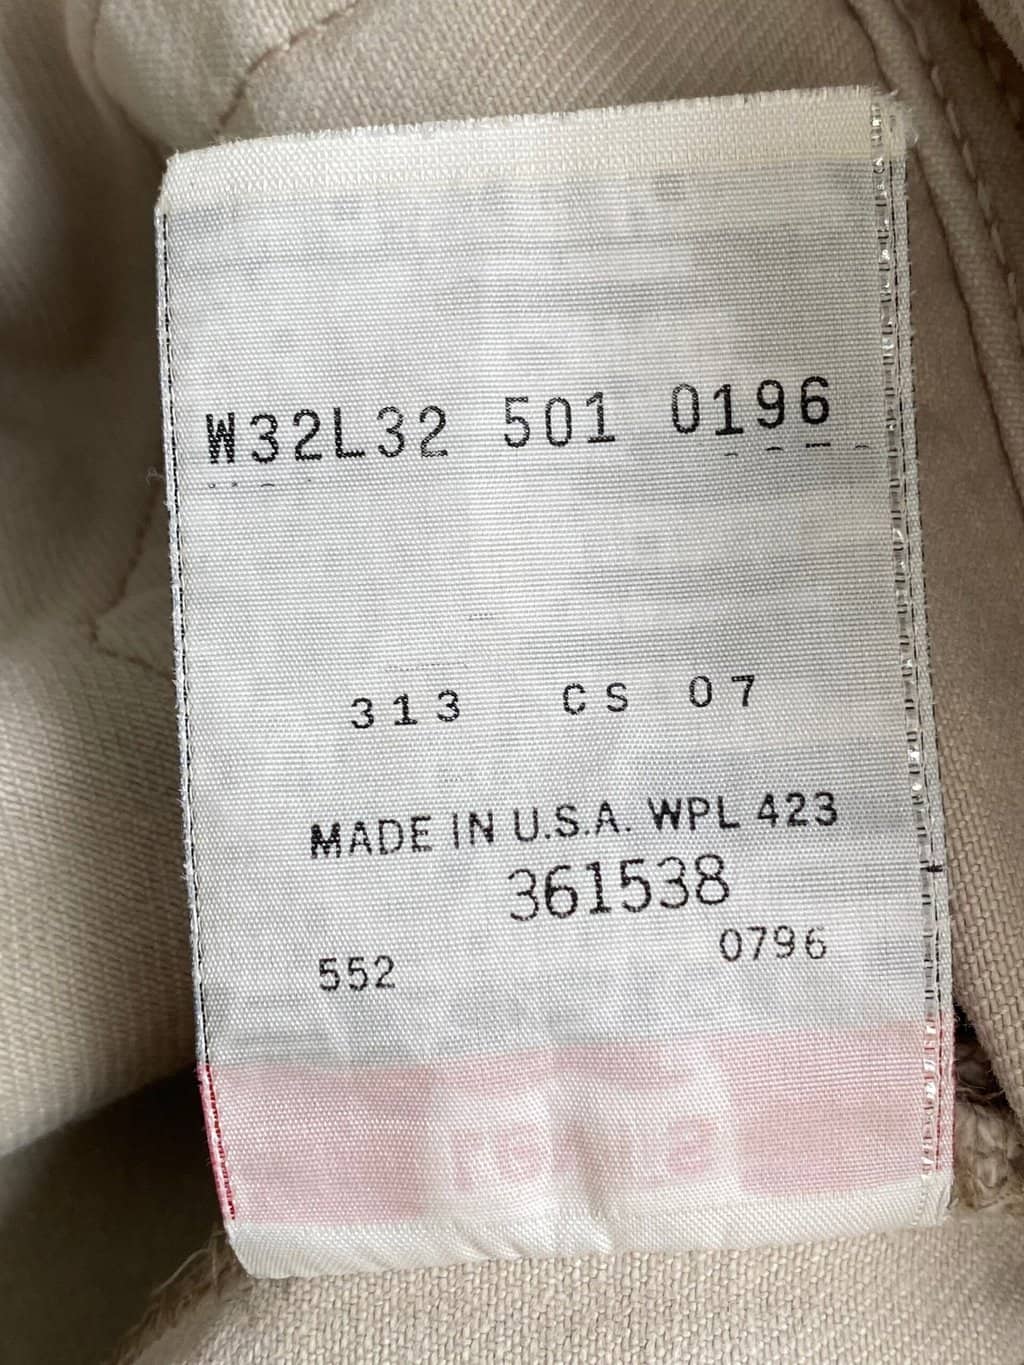 W32L32 501 0196
313 CS 07
MADE IN U.S.A. WPL 423
361538
552 0796